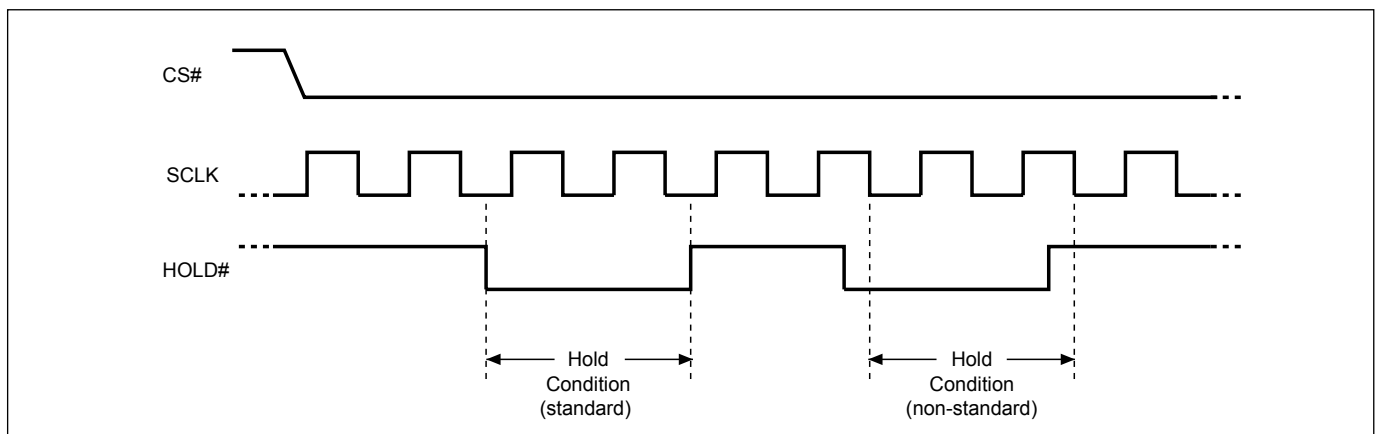 CS#
SCLK
HOLD#
Hold
Condition
(standard)
Hold
Condition
(non-standard)